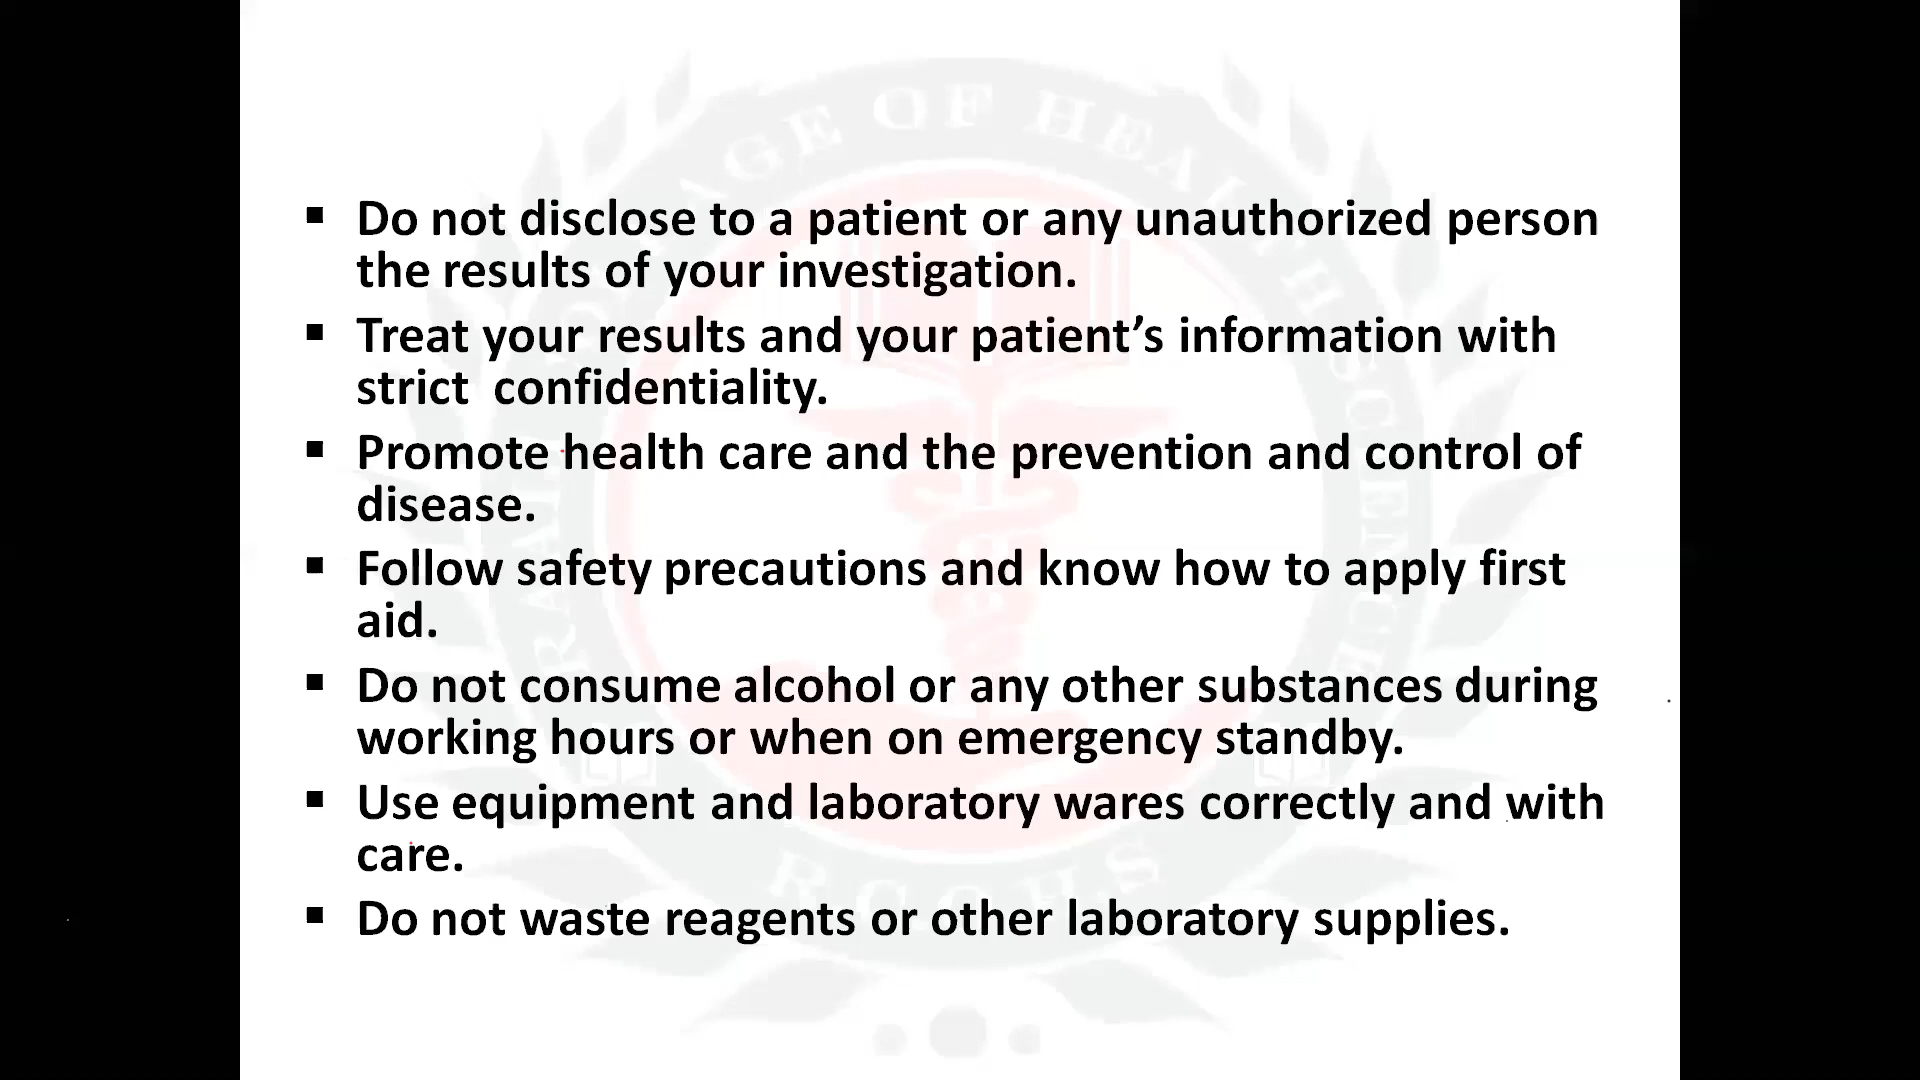 ▪ Do not disclose to a patient or any unauthorized person
the results of your investigation.
▪ Treat your results and your patient’s information with
strict  confidentiality.
▪ Promote health care and the prevention and control of
disease.
▪ Follow safety precautions and know how to apply first
aid.
▪ Do not consume alcohol or any other substances during
working hours or when on emergency standby.
▪ Use equipment and laboratory wares correctly and with
care.
▪ Do not waste reagents or other laboratory supplies.
OF HEALTH SCIENCE
RCOHS